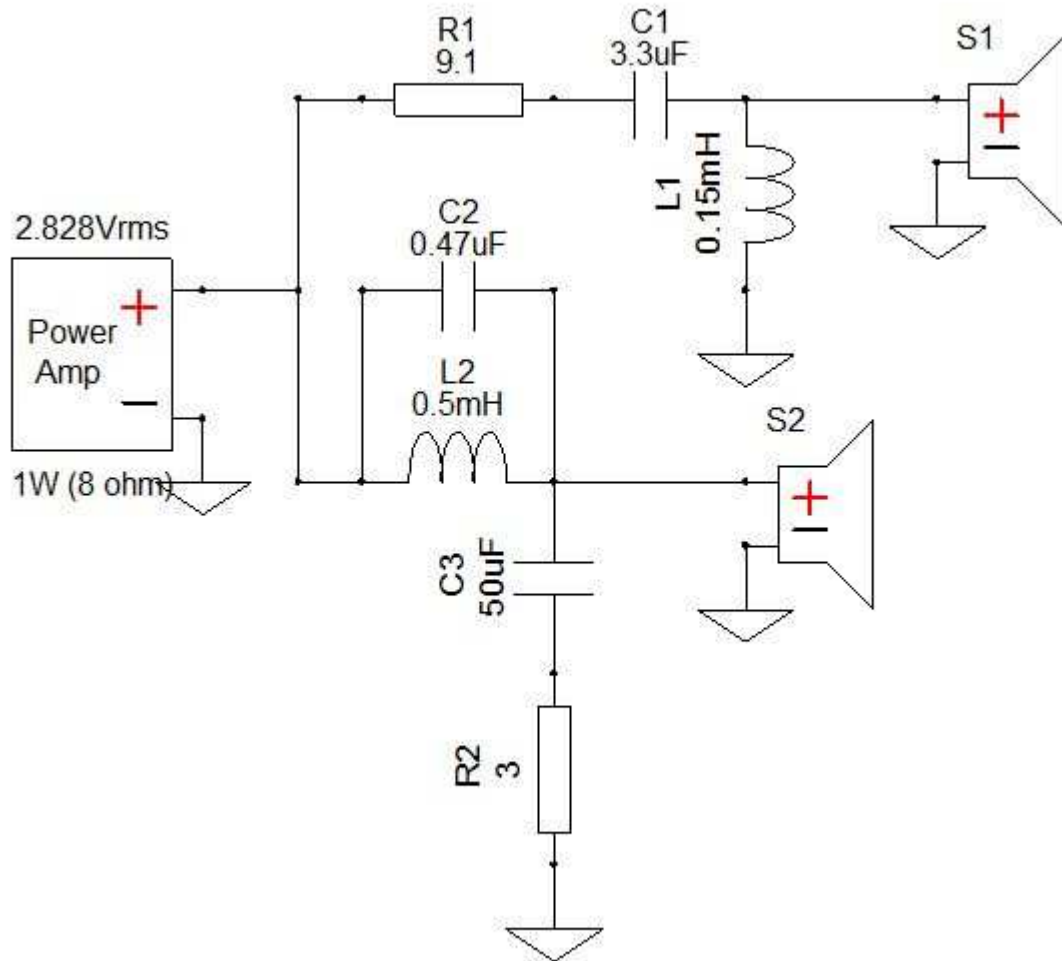 R1
9.1
C1
3.3uF
S1
+
−
L1
0.15mH
2.828Vrms
Power
Amp
+
−
1W (8 ohm)
C2
0.47uF
L2
0.5mH
S2
+
−
C3
50uF
R2
3